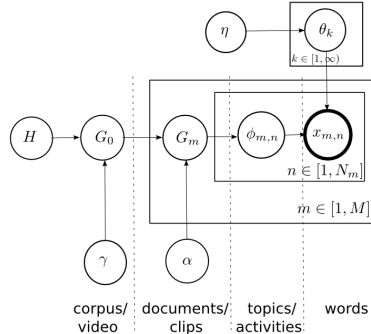 η
θ_k
k ∈ [1, ∞)
H
G_0
G_m
ϕ_{m,n}
x_{m,n}
n ∈ [1, N_m]
m ∈ [1, M]
γ
α
corpus/ documents/ topics/ words
video clips activities